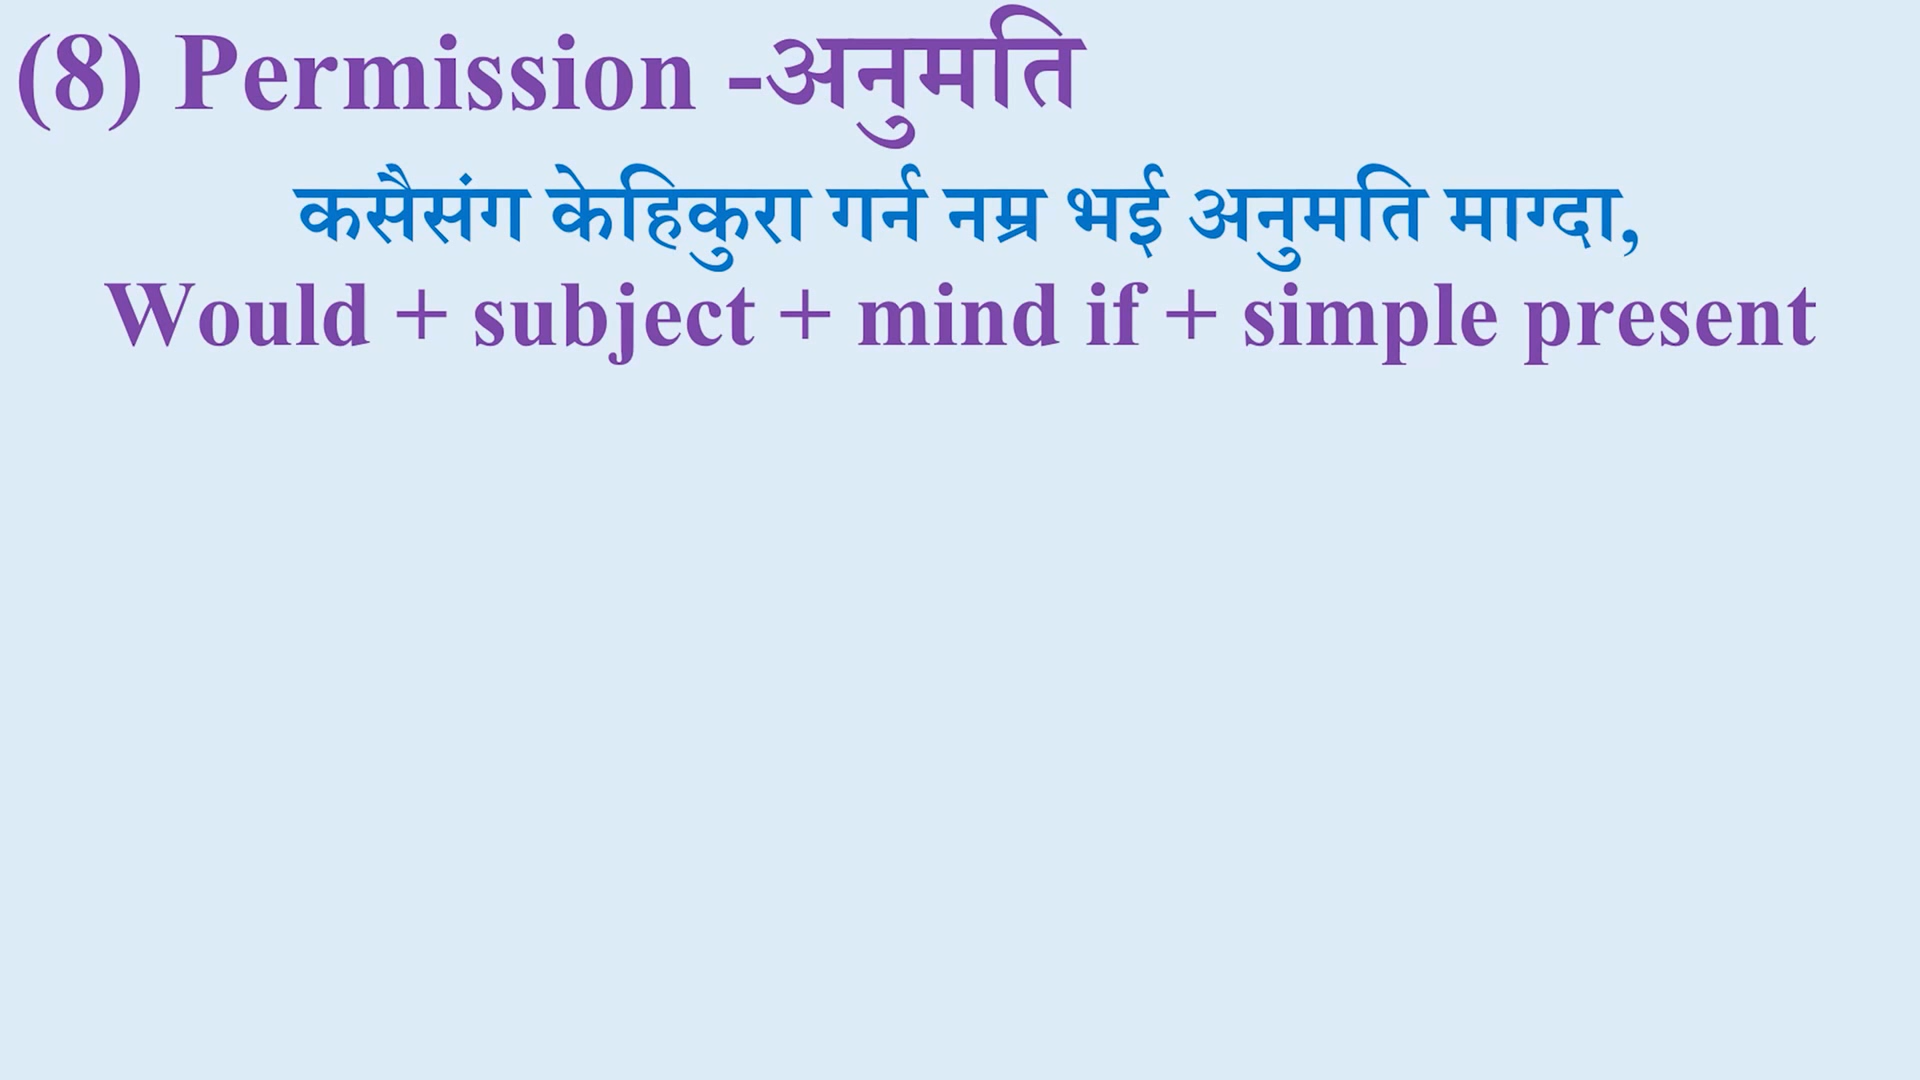 (8) Permission -अनुमति
कसैसंग केहिकुरा गर्न नम्र भई अनुमति माग्दा,
Would + subject + mind if + simple present